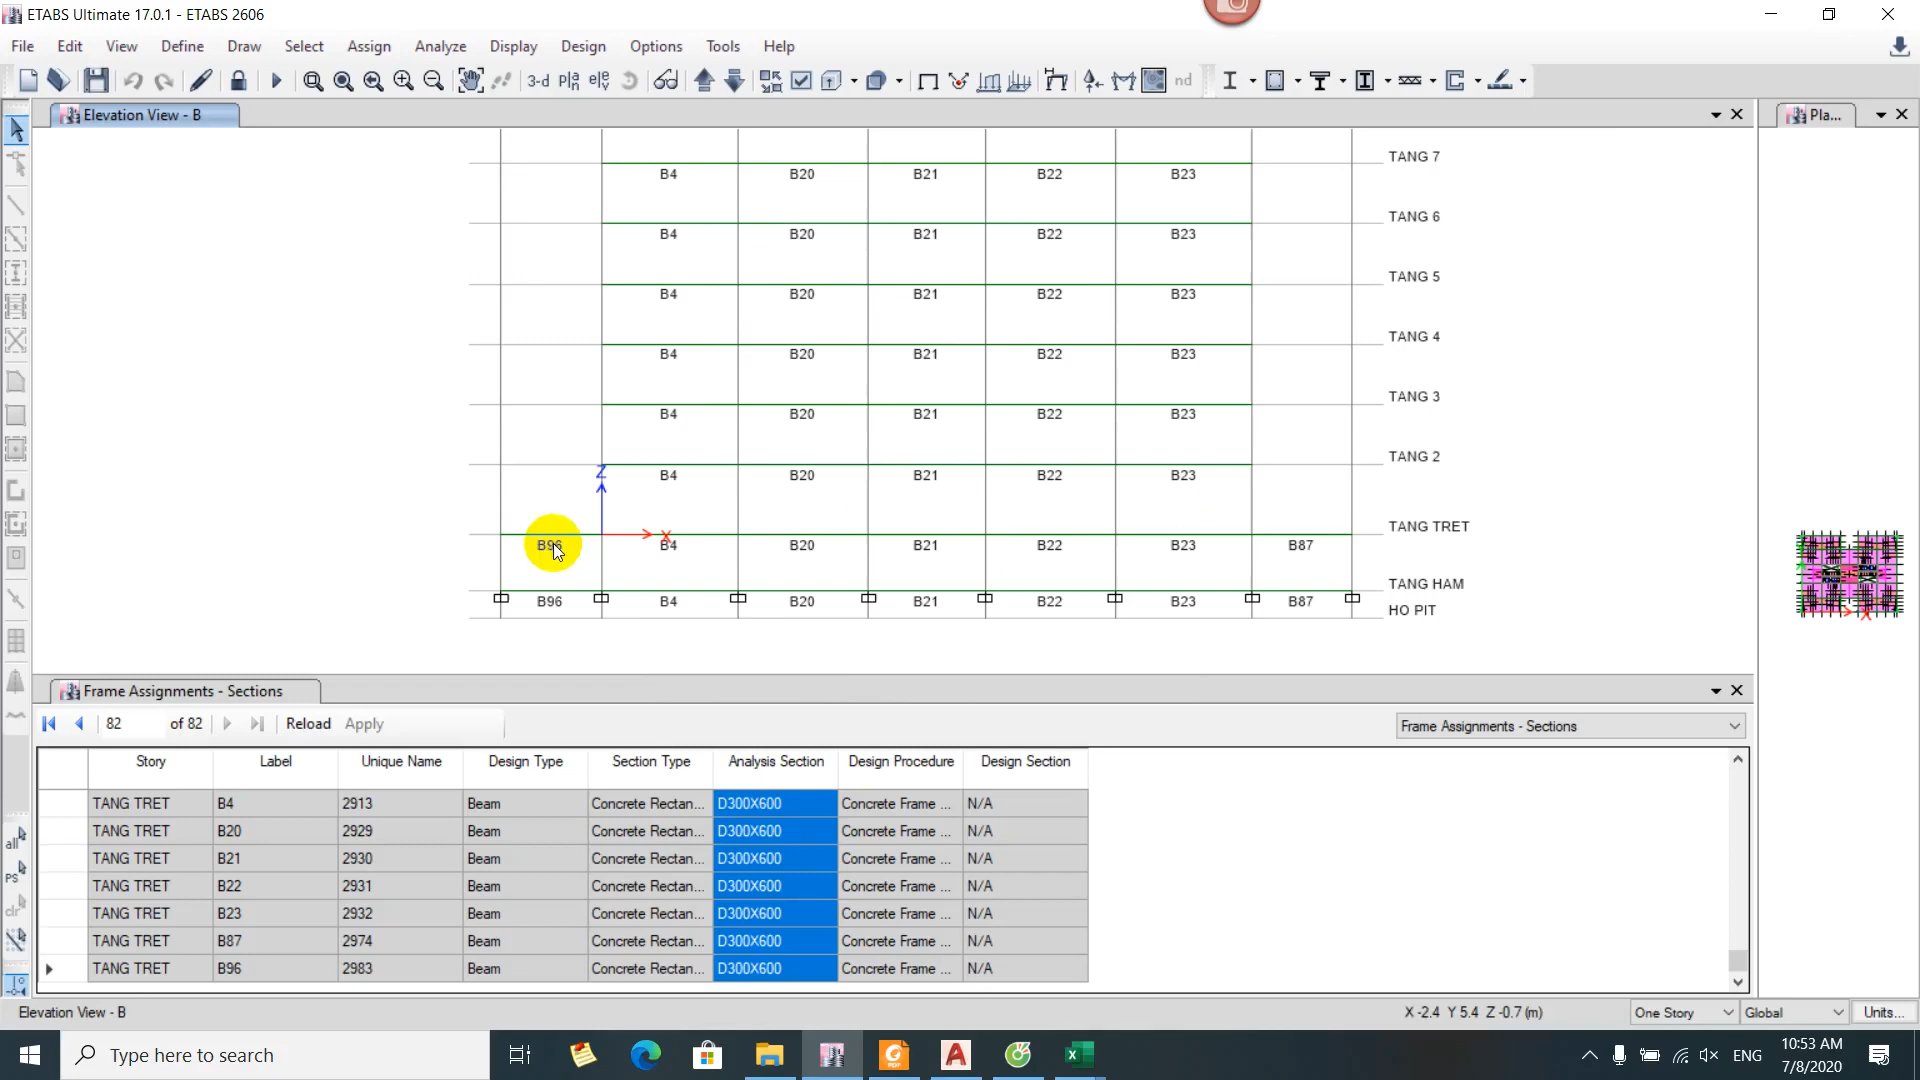 ETABS Ultimate 17.0.1 - ETABS 2606
File Edit View Define Draw Select Assign Analyze Display Design Options Tools Help
3-d nd
Elevation View - B
Pla...
TANG 7
B4 B20 B21 B22 B23
TANG 6
B4 B20 B21 B22 B23
TANG 5
B4 B20 B21 B22 B23
TANG 4
B4 B20 B21 B22 B23
TANG 3
B4 B20 B21 B22 B23
TANG 2
Z
B4 B20 B21 B22 B23
TANG TRET
X
B96 B4 B20 B21 B22 B23 B87
TANG HAM
B96 B4 B20 B21 B22 B23 B87
HO PIT
X
Frame Assignments - Sections
82 of 82 Reload Apply Frame Assignments - Sections
Story Label Unique Name Design Type Section Type Analysis Section Design Procedure Design Section
TANG TRET B4 2913 Beam Concrete Rectan... D300X600 Concrete Frame ... N/A
TANG TRET B20 2929 Beam Concrete Rectan... D300X600 Concrete Frame ... N/A
TANG TRET B21 2930 Beam Concrete Rectan... D300X600 Concrete Frame ... N/A
TANG TRET B22 2931 Beam Concrete Rectan... D300X600 Concrete Frame ... N/A
TANG TRET B23 2932 Beam Concrete Rectan... D300X600 Concrete Frame ... N/A
TANG TRET B87 2974 Beam Concrete Rectan... D300X600 Concrete Frame ... N/A
TANG TRET B96 2983 Beam Concrete Rectan... D300X600 Concrete Frame ... N/A
all
PS
clr
Elevation View - B X -2.4 Y 5.4 Z -0.7 (m) One Story Global Units...
Type here to search
ENG
10:53 AM
7/8/2020